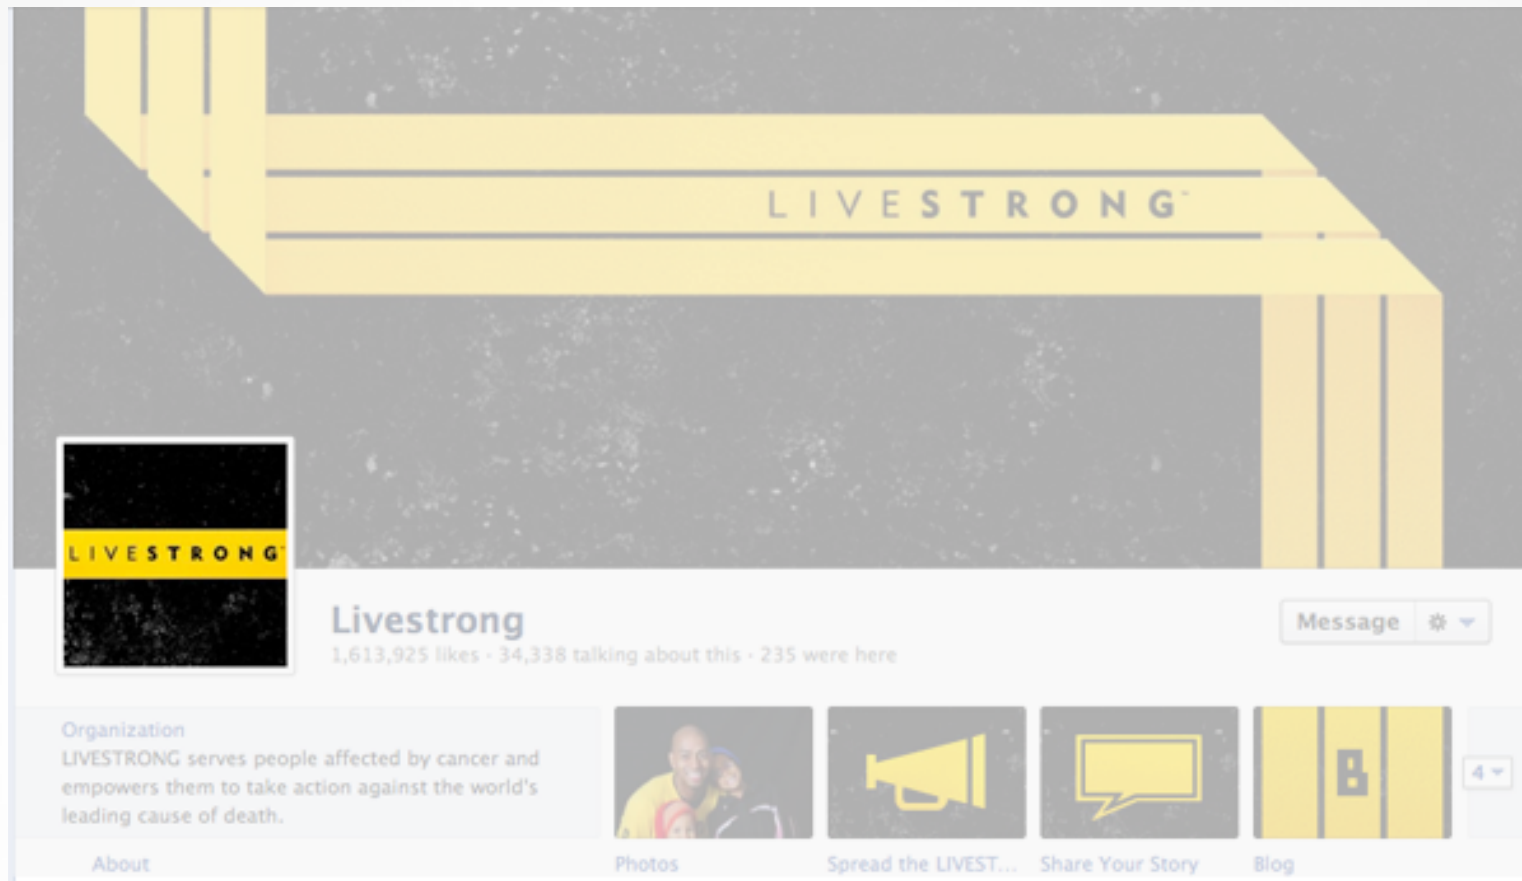 LIVESTRONG™
LIVESTRONG™
Livestrong
1,613,925 likes · 34,338 talking about this · 235 were here
Message
Organization
LIVESTRONG serves people affected by cancer and
empowers them to take action against the world's
leading cause of death.
B
4
About
Photos
Spread the LIVEST...
Share Your Story
Blog